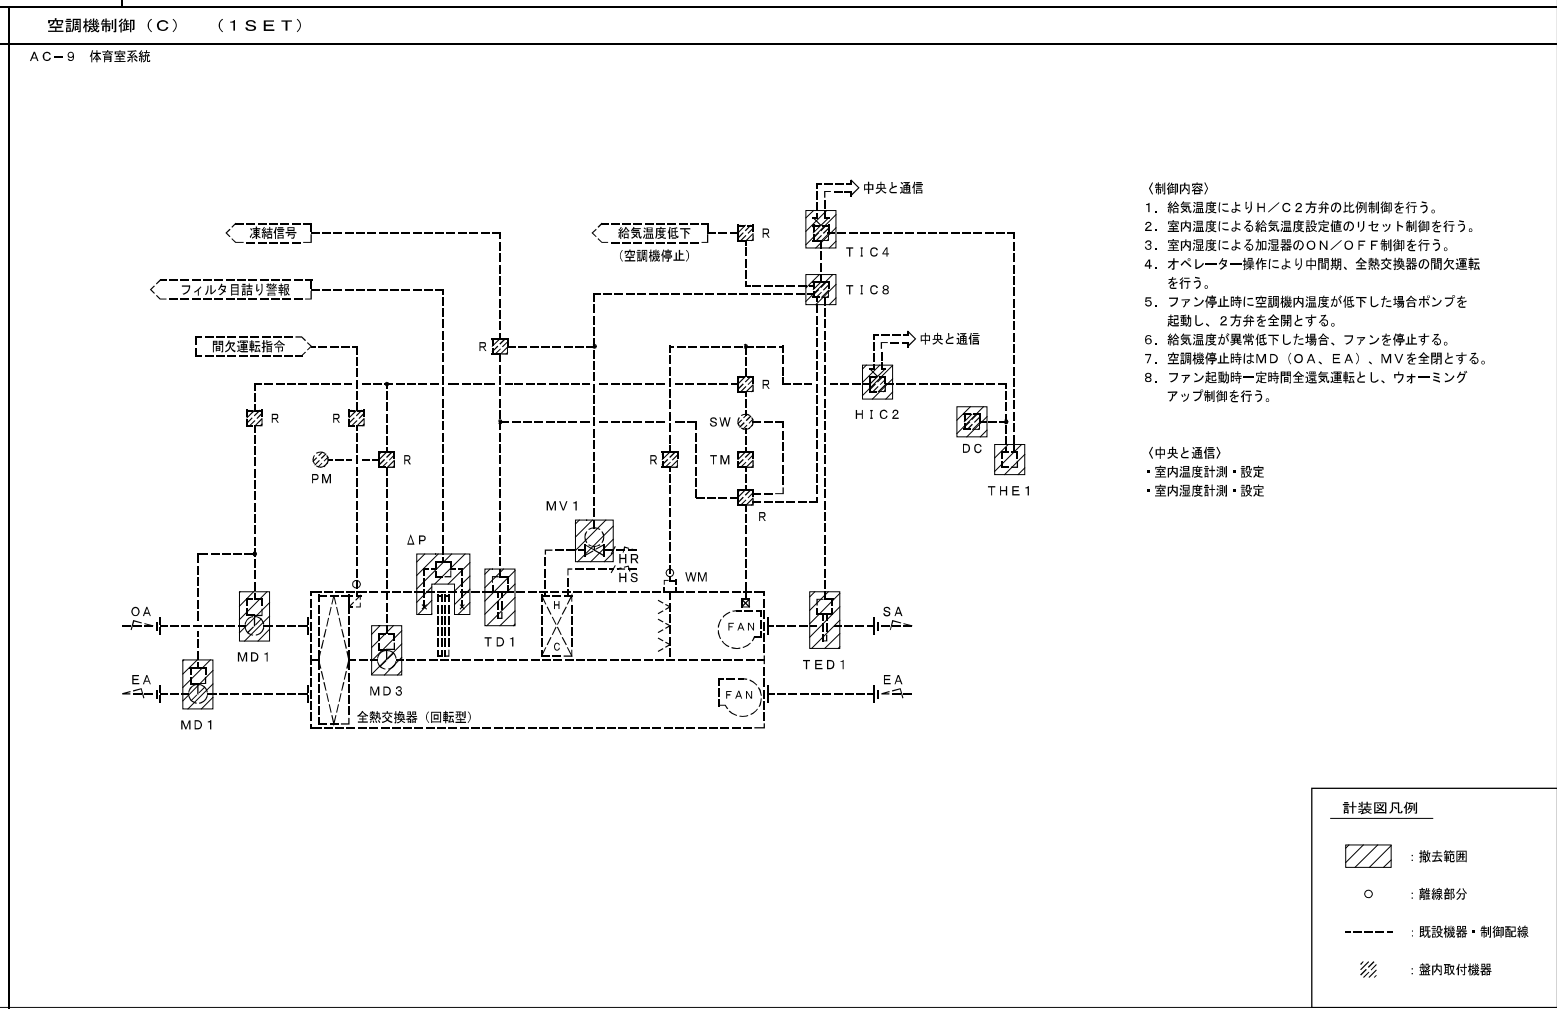 空調機制御（C）　（1SET）
AC－9　体育室系統
中央と通信
凍結信号
給気温度低下
（空調機停止）
R
TIC4
フィルタ目詰り警報
TIC8
間欠運転指令
R
中央と通信
R
HIC2
R
R
SW
DC
PM
R
R
TM
THE1
MV1
R
ΔP
HR
HS
WM
OA
H
FAN
SA
MD1
TD1
C
TED1
EA
MD3
FAN
EA
MD1
全熱交換器（回転型）
〈制御内容〉
1．給気温度によりH／C2方弁の比例制御を行う。
2．室内温度による給気温度設定値のリセット制御を行う。
3．室内湿度による加湿器のON／OFF制御を行う。
4．オペレーター操作により中間期、全熱交換器の間欠運転
を行う。
5．ファン停止時に空調機内温度が低下した場合ポンプを
起動し、2方弁を全開とする。
6．給気温度が異常低下した場合、ファンを停止する。
7．空調機停止時はMD（OA、EA）、MVを全閉とする。
8．ファン起動時一定時間全還気運転とし、ウォーミング
アップ制御を行う。
〈中央と通信〉
・室内温度計測・設定
・室内湿度計測・設定
計装図凡例
：撤去範囲
：離線部分
：既設機器・制御配線
：盤内取付機器